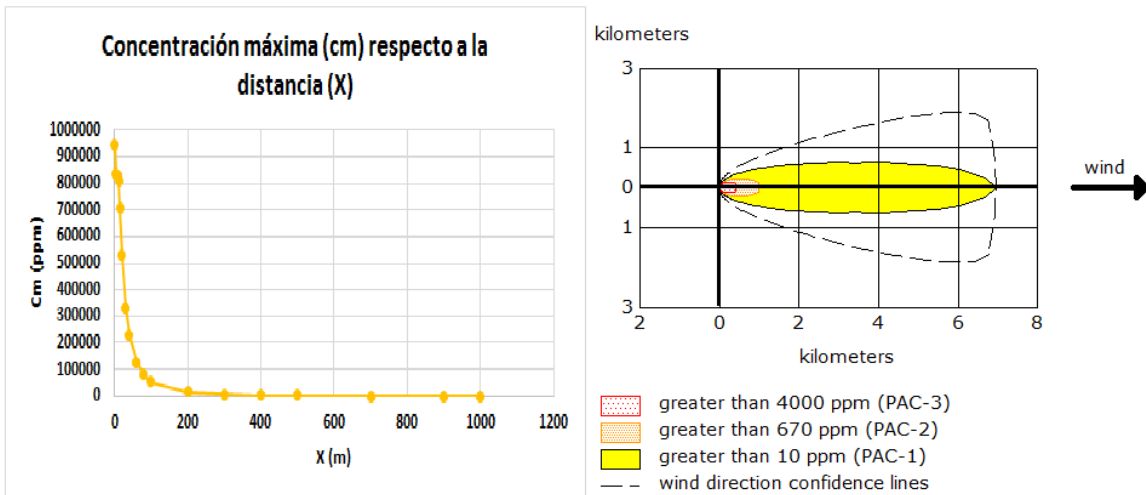 Concentración máxima (cm) respecto a la
distancia (X)
Cm (ppm)
1000000
900000
800000
700000
600000
500000
400000
300000
200000
100000
0
0 200 400 600 800 1000 1200
X (m)
kilometers
3
1
0
1
3
2 0 2 4 6 8
kilometers
wind
greater than 4000 ppm (PAC-3)
greater than 670 ppm (PAC-2)
greater than 10 ppm (PAC-1)
wind direction confidence lines